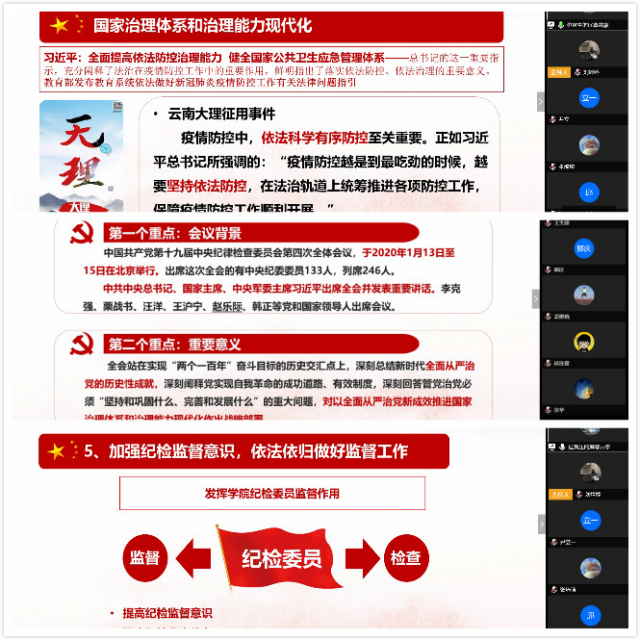 国家治理体系和治理能力现代化
习近平：全面提高依法防控治理能力 健全国家公共卫生应急管理体系——总书记的这一重要指
示，充分阐释了法治在疫情防控工作中的重要作用，鲜明指出了落实依法防控、依法治理的重要意义。
教育部发布教育系统依法做好新冠肺炎疫情防控工作有关法律问题指引
无理
大理
• 云南大理征用事件
疫情防控中，依法科学有序防控至关重要。正如习近
平总书记所强调的：“疫情防控越是到最吃劲的时候，越
要坚持依法防控，在法治轨道上统筹推进各项防控工作，
保障疫情防控工作顺利开展。”
主持人
立一
邱
第一个重点：会议背景
中国共产党第十九届中央纪律检查委员会第四次全体会议，于2020年1月13日至
15日在北京举行。出席这次全会的有中央纪委委员133人，列席246人。
中共中央总书记、国家主席、中央军委主席习近平出席全会并发表重要讲话。李克
强、栗战书、汪洋、王沪宁、赵乐际、韩正等党和国家领导人出席会议。
第二个重点：重要意义
全会站在实现“两个一百年”奋斗目标的历史交汇点上，深刻总结新时代全面从严治
党的历史性成就，深刻阐释党实现自我革命的成功道路、有效制度，深刻回答管党治党必
须“坚持和巩固什么、完善和发展什么”的重大问题，对以全面从严治党新成效推进国家
治理体系和治理能力现代化作出战略部署
5、加强纪检监督意识，依法依归做好监督工作
发挥学院纪检委员监督作用
监督
纪检委员
检查
• 提高纪检监督意识
主持人
立一